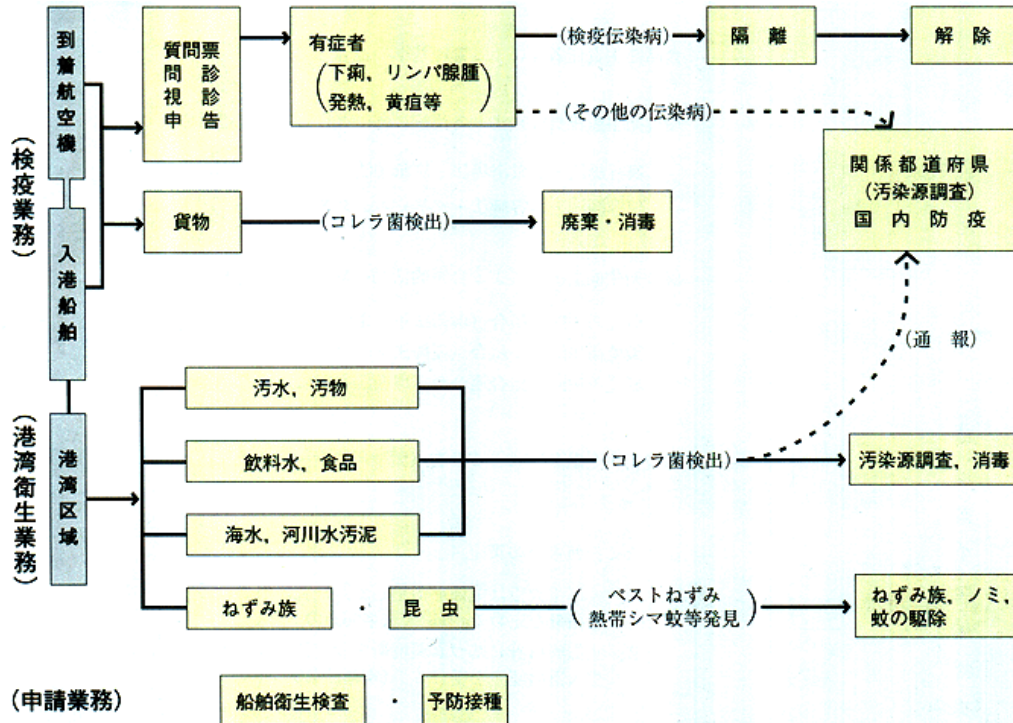 (検疫業務)
到着航空機
入港船舶
質問票
問診
視診
申告
有症者
(下痢、リンパ腺腫
発熱、黄疸等)
(検疫伝染病)
隔離
解除
(その他の伝染病)
関係都道府県
(汚染源調査)
国内防疫
貨物
(コレラ菌検出)
廃棄・消毒
(通報)
(港湾衛生業務)
港湾区域
汚水，汚物
飲料水，食品
海水，河川水汚泥
(コレラ菌検出)
汚染源調査，消毒
ねずみ族
・
昆虫
(ペストねずみ
熱帯シマ蚊等発見)
ねずみ族，ノミ，
蚊の駆除
(申請業務)
船舶衛生検査
・
予防接種